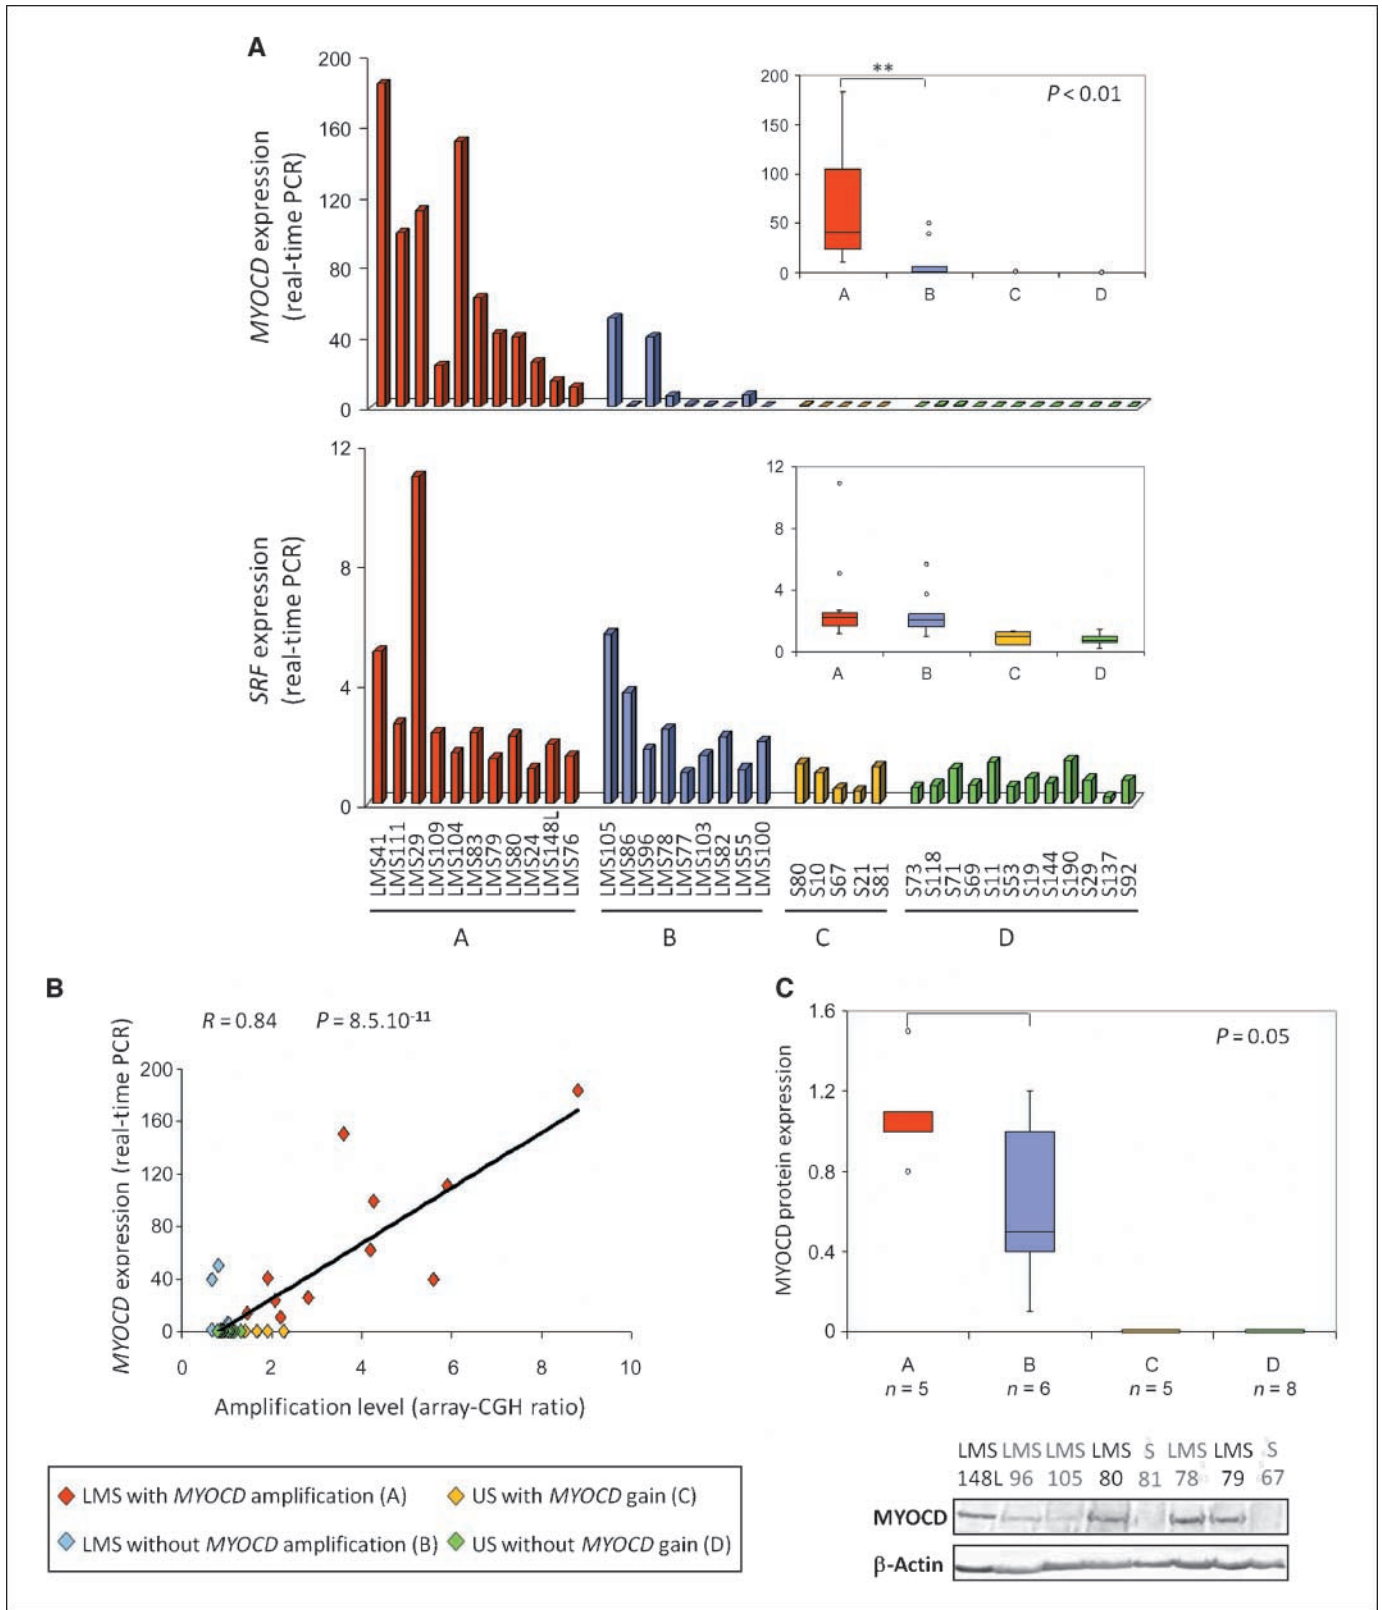 A
MYOCD expression
(real-time PCR)
200
160
120
80
40
0
**
P < 0.01
200
150
100
50
0
A B C D
SRF expression
(real-time PCR)
12
8
4
0
12
8
4
0
A B C D
LMS41
LMS111
LMS29
LMS109
LMS104
LMS83
LMS79
LMS80
LMS24
LMS148L
LMS76
LMS105
LMS86
LMS96
LMS78
LMS77
LMS103
LMS82
LMS55
LMS100
S80
S10
S67
S21
S81
S73
S118
S71
S69
S11
S53
S19
S144
S190
S29
S137
S92
A B C D
B
R = 0.84 P = 8.5.10-11
MYOCD expression (real-time PCR)
200
160
120
80
40
0
0 2 4 6 8 10
Amplification level (array-CGH ratio)
C
MYOCD protein expression
1.6
1.2
0.8
0.4
0
P = 0.05
A B C D
n = 5 n = 6 n = 5 n = 8
LMS LMS LMS LMS S LMS LMS S
148L 96 105 80 81 78 79 67
MYOCD
β-Actin
LMS with MYOCD amplification (A) US with MYOCD gain (C)
LMS without MYOCD amplification (B) US without MYOCD gain (D)